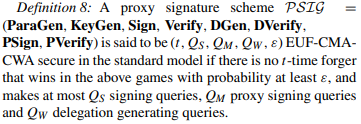 Definition 8: A proxy signature scheme PSIG =
(ParaGen, KeyGen, Sign, Verify, DGen, DVerify,
PSign, PVerify) is said to be (t, Q_S, Q_M, Q_W, ε) EUF-CMA-
CWA secure in the standard model if there is no t-time forger
that wins in the above games with probability at least ε, and
makes at most Q_S signing queries, Q_M proxy signing queries
and Q_W delegation generating queries.